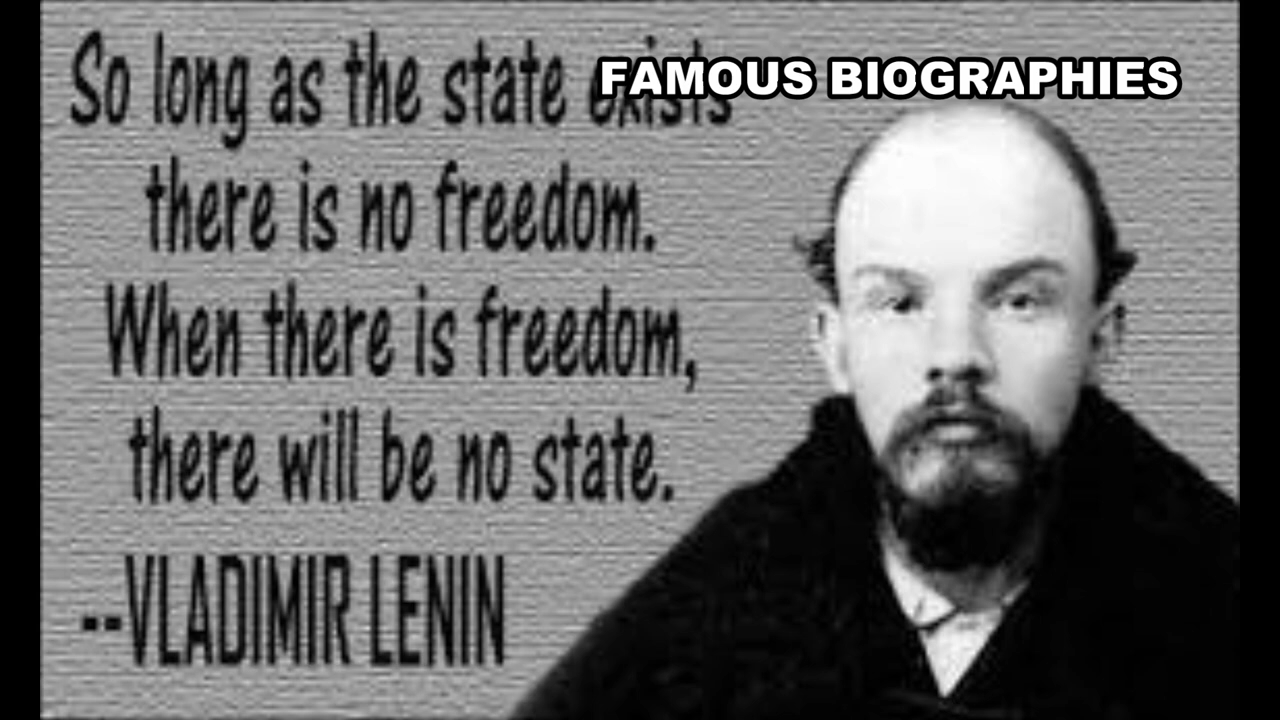 So long as the state exists
FAMOUS BIOGRAPHIES
there is no freedom.
When there is freedom,
there will be no state.
--VLADIMIR LENIN